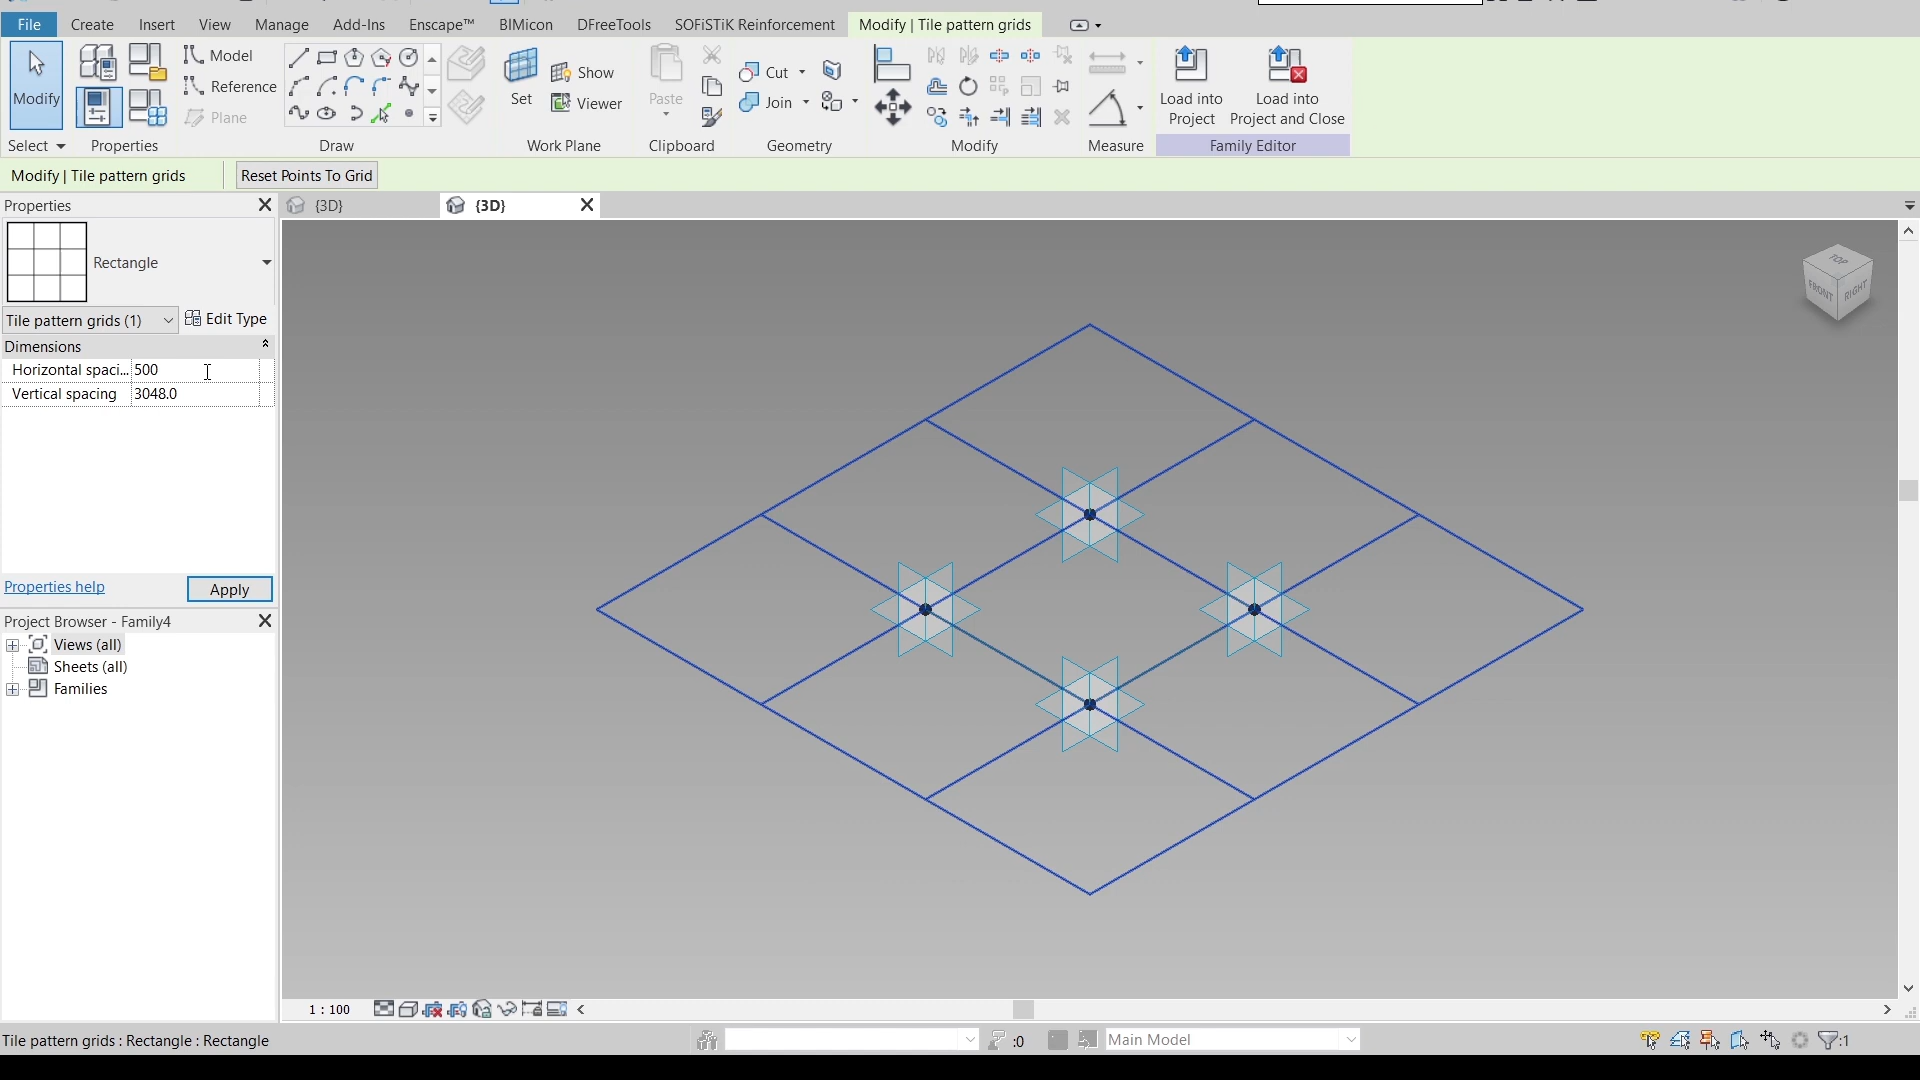 File Create Insert View Manage Add-Ins Enscape™ BIMicon DFreeTools SOFiSTiK Reinforcement Modify | Tile pattern grids
Modify
Model
Reference
Plane
Set
Show
Viewer
Paste
Cut
Join
Load into Project
Load into Project and Close
Select Properties Draw Work Plane Clipboard Geometry Modify Measure Family Editor
Modify | Tile pattern grids Reset Points To Grid
Properties
{3D} {3D}
Rectangle
Tile pattern grids (1) Edit Type
Dimensions
Horizontal spaci... 500
Vertical spacing 3048.0
Properties help Apply
Project Browser - Family4
Views (all)
Sheets (all)
Families
TOP
FRONT
RIGHT
1 : 100
Tile pattern grids : Rectangle : Rectangle
:0
Main Model
:1